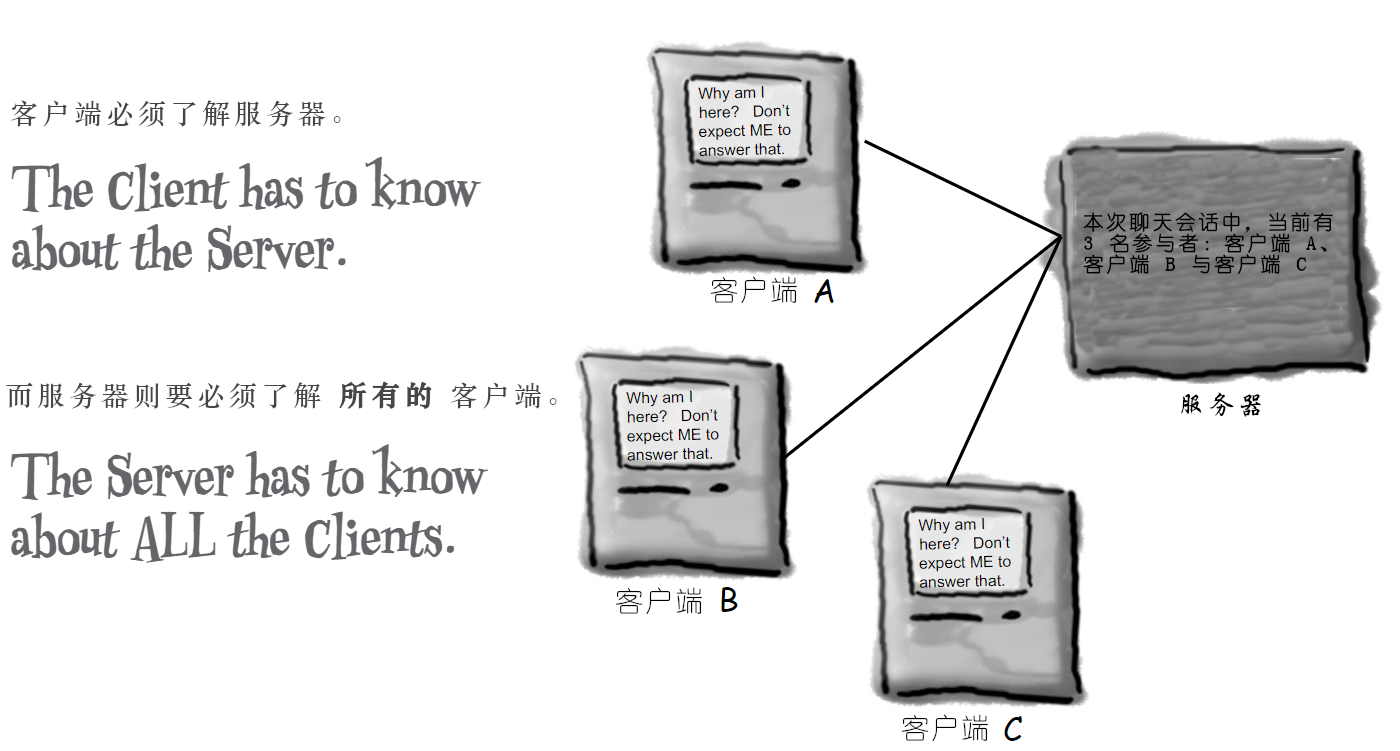 客户端必须了解服务器。
The Client has to know
about the Server.
而服务器则要必须了解 所有的 客户端。
The Server has to know
about ALL the Clients.
Why am I
here? Don't
expect ME to
answer that.
客户端 A
Why am I
here? Don't
expect ME to
answer that.
客户端 B
Why am I
here? Don't
expect ME to
answer that.
客户端 C
本次聊天会话中，当前有
3 名参与者：客户端 A、
客户端 B 与客户端 C
服务器